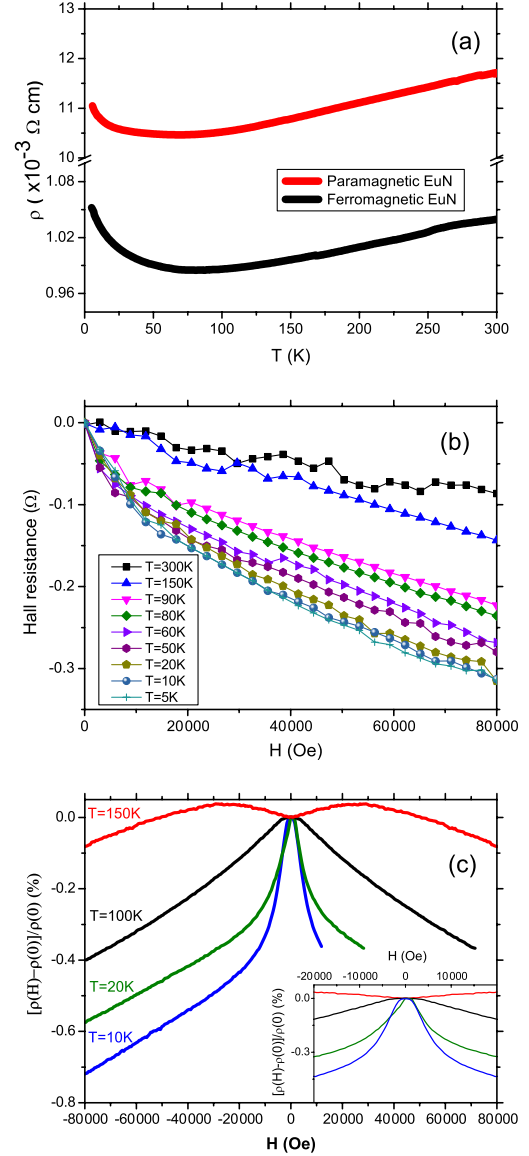 (a)
13
12
11
10
1.08
1.02
0.96
ρ ( x10⁻³ Ω cm)
Paramagnetic EuN
Ferromagnetic EuN
0 50 100 150 200 250 300
T (K)
(b)
0.0
-0.1
-0.2
-0.3
Hall resistance (Ω)
T=300K
T=150K
T=90K
T=80K
T=60K
T=50K
T=20K
T=10K
T=5K
0 20000 40000 60000 80000
H (Oe)
(c)
T=150K
T=100K
T=20K
T=10K
0.0
-0.2
-0.4
-0.6
-0.8
[ρ(H)–ρ(0)]/ρ(0) (%)
H (Oe)
-20000 -10000 0 10000
0.0
-0.3
[ρ(H)–ρ(0)]/ρ(0) (%)
-80000 -60000 -40000 -20000 0 20000 40000 60000 80000
H (Oe)